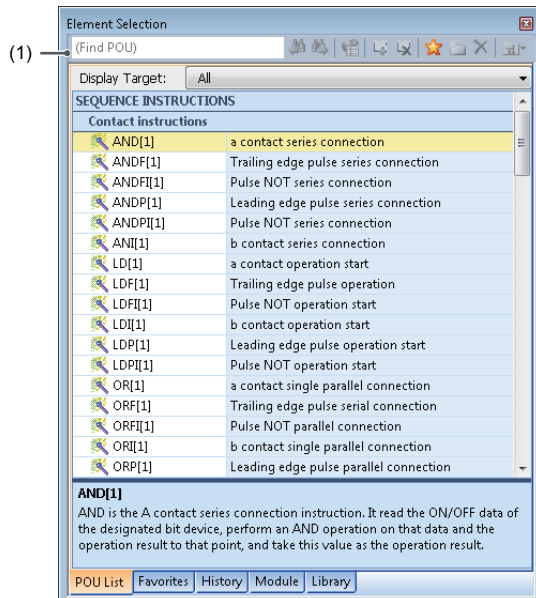 Element Selection
(1)
(Find POU)
Display Target: All
SEQUENCE INSTRUCTIONS
Contact instructions
AND[1] a contact series connection
ANDF[1] Trailing edge pulse series connection
ANDFI[1] Pulse NOT series connection
ANDP[1] Leading edge pulse series connection
ANDPI[1] Pulse NOT series connection
ANI[1] b contact series connection
LD[1] a contact operation start
LDF[1] Trailing edge pulse operation
LDFI[1] Pulse NOT operation start
LDI[1] b contact operation start
LDP[1] Leading edge pulse operation start
LDPI[1] Pulse NOT operation start
OR[1] a contact single parallel connection
ORF[1] Trailing edge pulse serial connection
ORFI[1] Pulse NOT parallel connection
ORI[1] b contact single parallel connection
ORP[1] Leading edge pulse parallel connection
AND[1]
AND is the A contact series connection instruction. It read the ON/OFF data of
the designated bit device, perform an AND operation on that data and the
operation result to that point, and take this value as the operation result.
POU List Favorites History Module Library